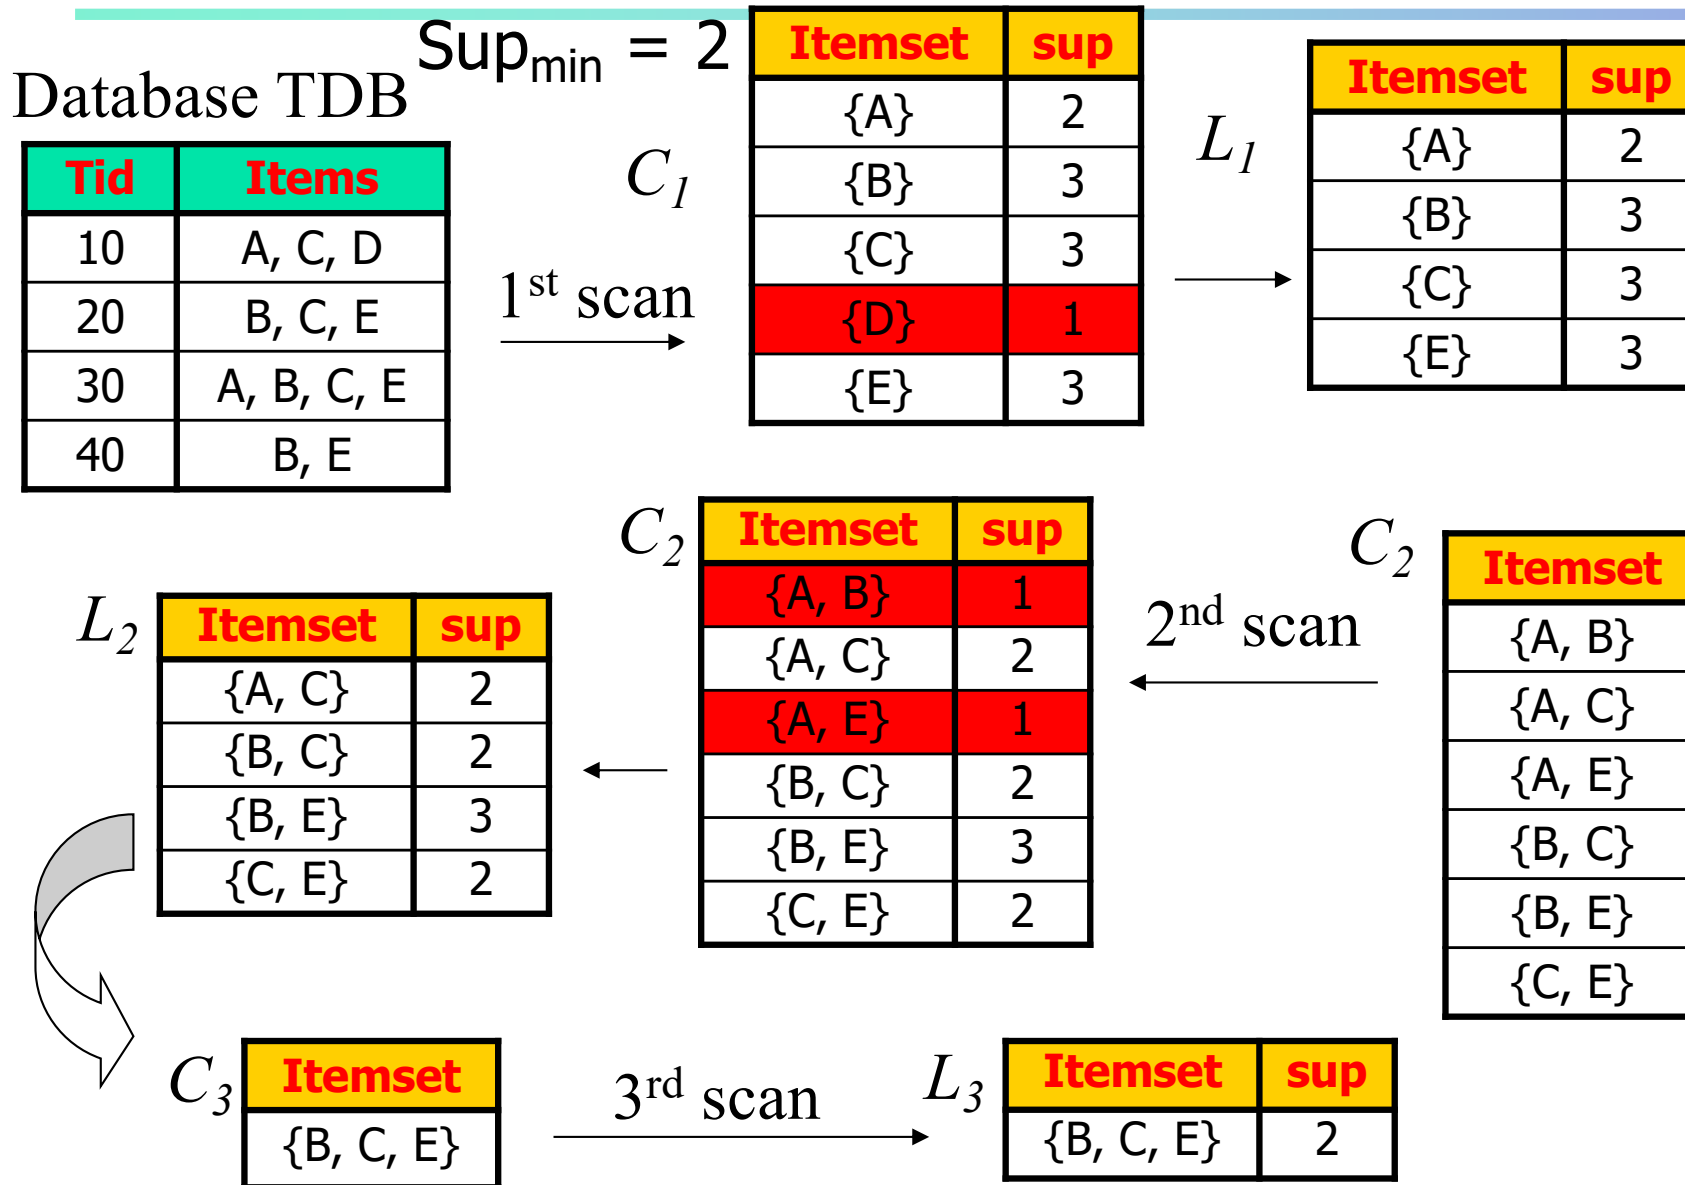 Sup_min = 2
Database TDB
Tid Items
10 A, C, D
20 B, C, E
30 A, B, C, E
40 B, E
1st scan
C1
Itemset sup
{A} 2
{B} 3
{C} 3
{D} 1
{E} 3
L1
Itemset sup
{A} 2
{B} 3
{C} 3
{E} 3
C2
Itemset
{A, B}
{A, C}
{A, E}
{B, C}
{B, E}
{C, E}
2nd scan
C2
Itemset sup
{A, B} 1
{A, C} 2
{A, E} 1
{B, C} 2
{B, E} 3
{C, E} 2
L2
Itemset sup
{A, C} 2
{B, C} 2
{B, E} 3
{C, E} 2
C3
Itemset
{B, C, E}
3rd scan
L3
Itemset sup
{B, C, E} 2